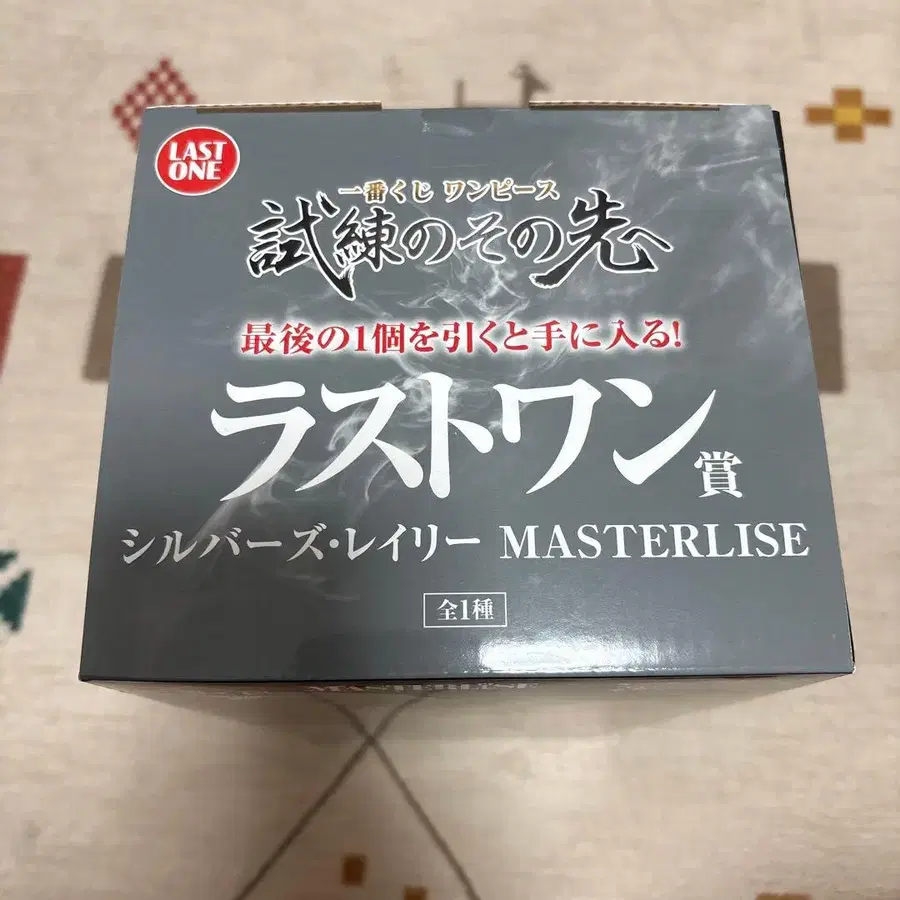 LAST
ONE
一番くじ ワンピース
試練のその先へ
最後の1個を引くと手に入る!
ラストワン賞
シルバーズ・レイリー MASTERLISE
全1種
MASTERLISE